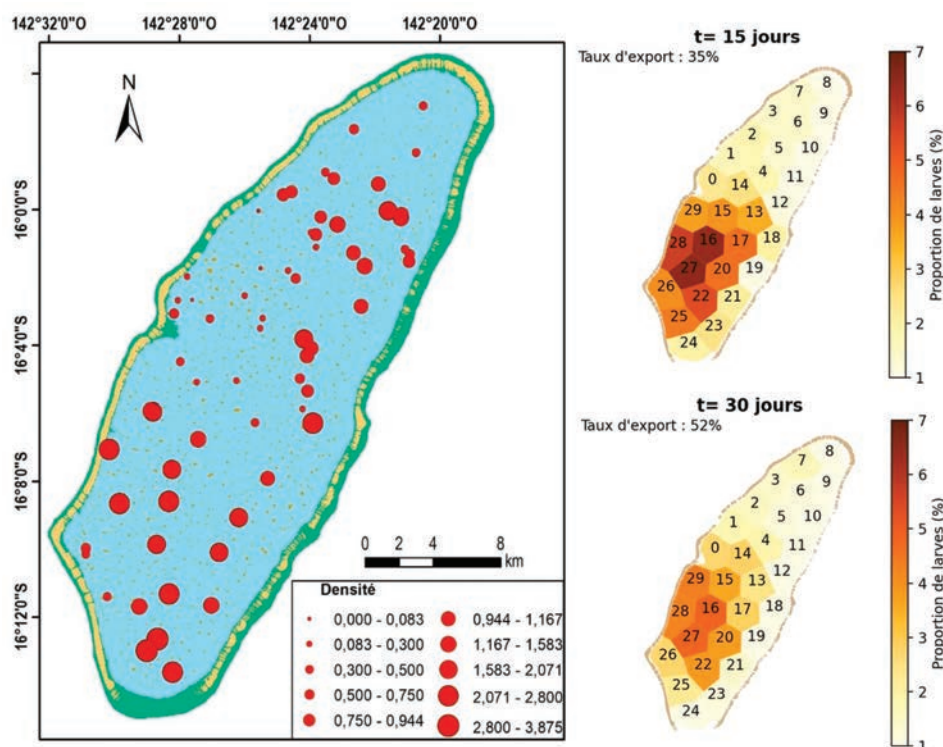 142°32'0"O 142°28'0"O 142°24'0"O 142°20'0"O
N
16°0'0"S
16°4'0"S
16°8'0"S
16°12'0"S
0 2 4 8
km
Densité
0,000 - 0,083
0,083 - 0,300
0,300 - 0,500
0,500 - 0,750
0,750 - 0,944
0,944 - 1,167
1,167 - 1,583
1,583 - 2,071
2,071 - 2,800
2,800 - 3,875
t= 15 jours
Taux d'export : 35%
8
7
3 9
6
2
5 10
1
4 11
0 14
12
29 15 13
28 16 17 18
27 20 19
26
22 21
25
23
24
7
6
5
4
3
2
1
Proportion de larves (%)
t= 30 jours
Taux d'export : 52%
8
7
3 9
6
2
5 10
1
4 11
0 14
12
29 15 13
28 16 17 18
27 20 19
26
22 21
25
23
24
7
6
5
4
3
2
1
Proportion de larves (%)